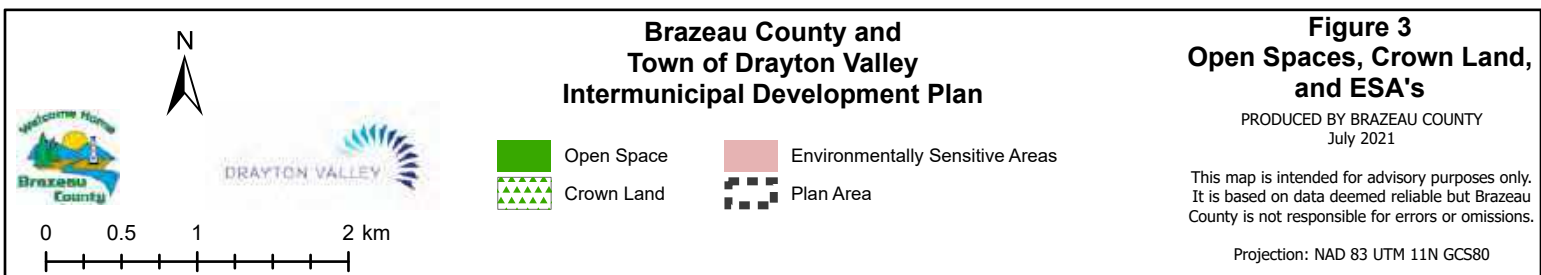 N
Welcome Home
Brazeau
County
DRAYTON VALLEY
0 0.5 1 2 km
Brazeau County and
Town of Drayton Valley
Intermunicipal Development Plan
Open Space
Crown Land
Environmentally Sensitive Areas
Plan Area
Figure 3
Open Spaces, Crown Land,
and ESA's
PRODUCED BY BRAZEAU COUNTY
July 2021
This map is intended for advisory purposes only.
It is based on data deemed reliable but Brazeau
County is not responsible for errors or omissions.
Projection: NAD 83 UTM 11N GCS80